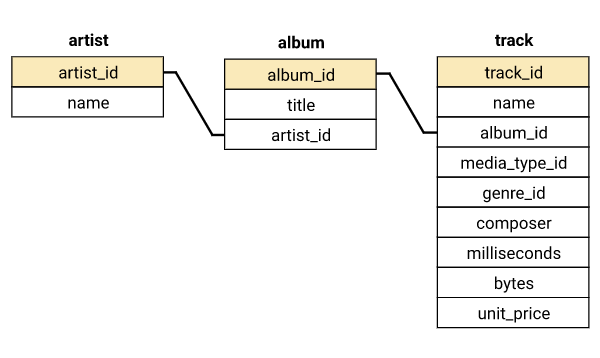 artist
artist_id
name
album
album_id
title
artist_id
track
track_id
name
album_id
media_type_id
genre_id
composer
milliseconds
bytes
unit_price